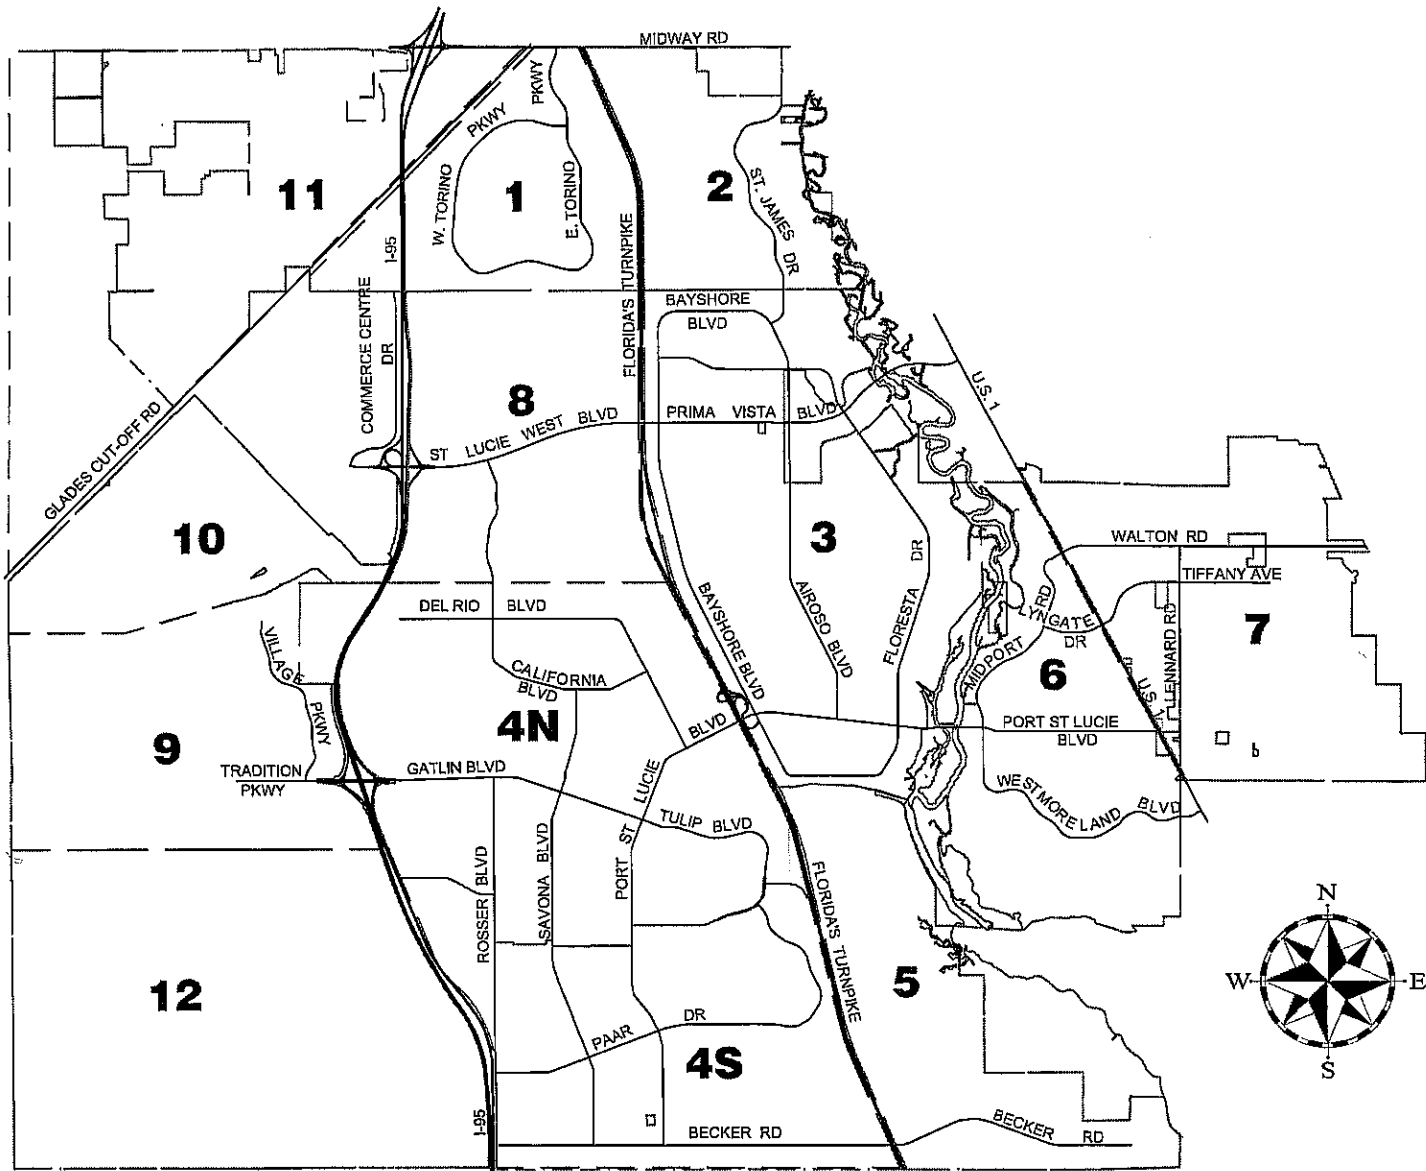 MIDWAY RD
PKWY
PKWY
W. TORINO
E. TORINO
1
2
11
ST. JAMES DR
I-95
FLORIDA'S TURNPIKE
COMMERCE CENTRE
DR
BAYSHORE
BLVD
U.S. 1
8
PRIMA VISTA BLVD
ST LUCIE WEST BLVD
GLADES CUT-OFF RD
10
3
WALTON RD
TIFFANY AVE
DR
FLORESTA
AIROSO BLVD
BAYSHORE BLVD
DEL RIO BLVD
RD
MIDPORT
LYNGATE
DR
LENNARD RD
7
6
VILLAGE
PKWY
CALIFORNIA
BLVD
4N
BLVD
U.S. 1
PORT ST LUCIE
BLVD
9
TRADITION
PKWY
GATLIN BLVD
LUCIE
ST
PORT
TULIP BLVD
WESTMORELAND BLVD
ROSSER BLVD
SAVONA BLVD
FLORIDA'S TURNPIKE
N
W
E
S
12
5
PAAR DR
4S
I-95
BECKER RD
BECKER RD